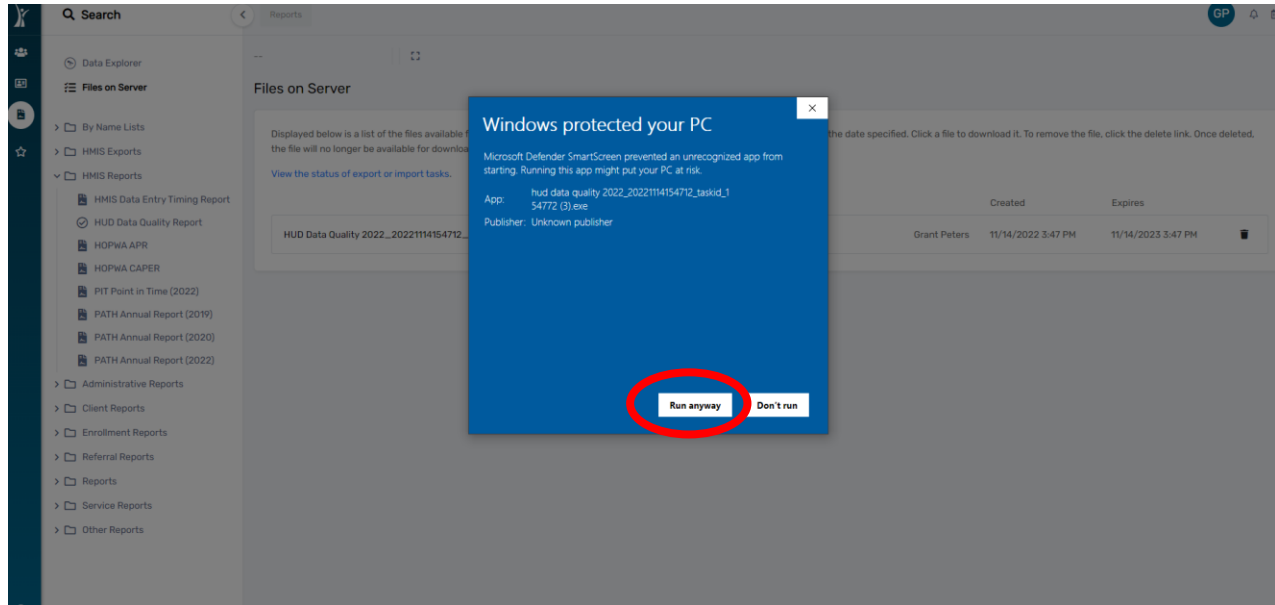 Search
Reports
GP
Data Explorer
--
Files on Server
Files on Server
By Name Lists
HMIS Exports
HMIS Reports
HMIS Data Entry Timing Report
HUD Data Quality Report
HOPWA APR
HOPWA CAPER
PIT Point in Time (2022)
PATH Annual Report (2019)
PATH Annual Report (2020)
PATH Annual Report (2022)
Administrative Reports
Client Reports
Enrollment Reports
Referral Reports
Reports
Service Reports
Other Reports
Displayed below is a list of the files available f
the date specified. Click a file to download it. To remove the file, click the delete link. Once deleted,
the file will no longer be available for downloa
View the status of export or import tasks.
Created Expires
HUD Data Quality 2022_20221114154712_
Grant Peters 11/14/2022 3:47 PM 11/14/2023 3:47 PM
Windows protected your PC
Microsoft Defender SmartScreen prevented an unrecognized app from
starting. Running this app might put your PC at risk.
App: hud data quality 2022_20221114154712_taskid_1
54772 (3).exe
Publisher: Unknown publisher
Run anyway Don't run